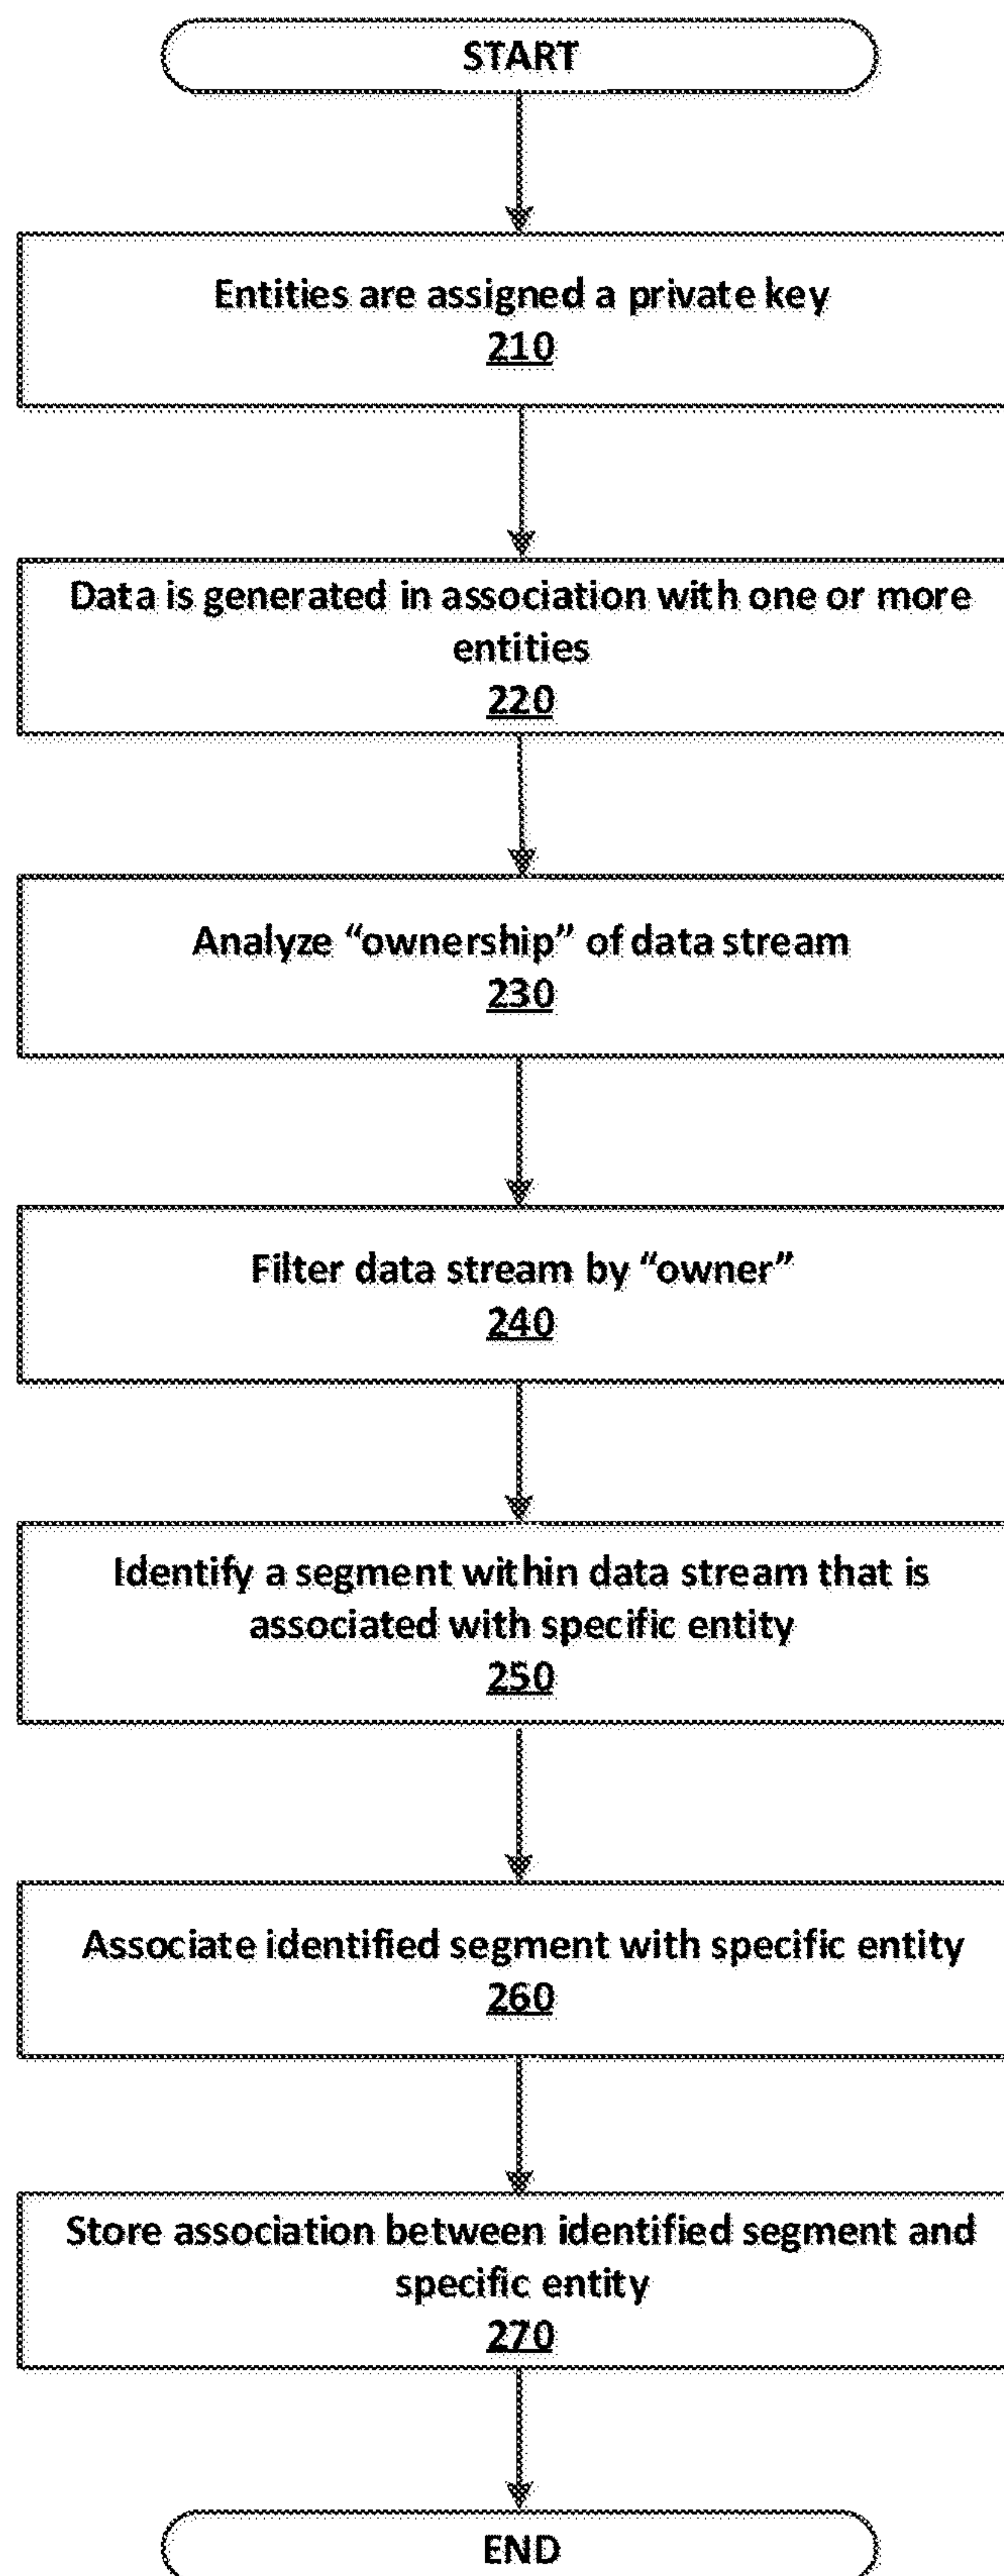 START
Entities are assigned a private key
210
Data is generated in association with one or more
entities
220
Analyze “ownership” of data stream
230
Filter data stream by “owner”
240
Identify a segment within data stream that is
associated with specific entity
250
Associate identified segment with specific entity
260
Store association between identified segment and
specific entity
270
END